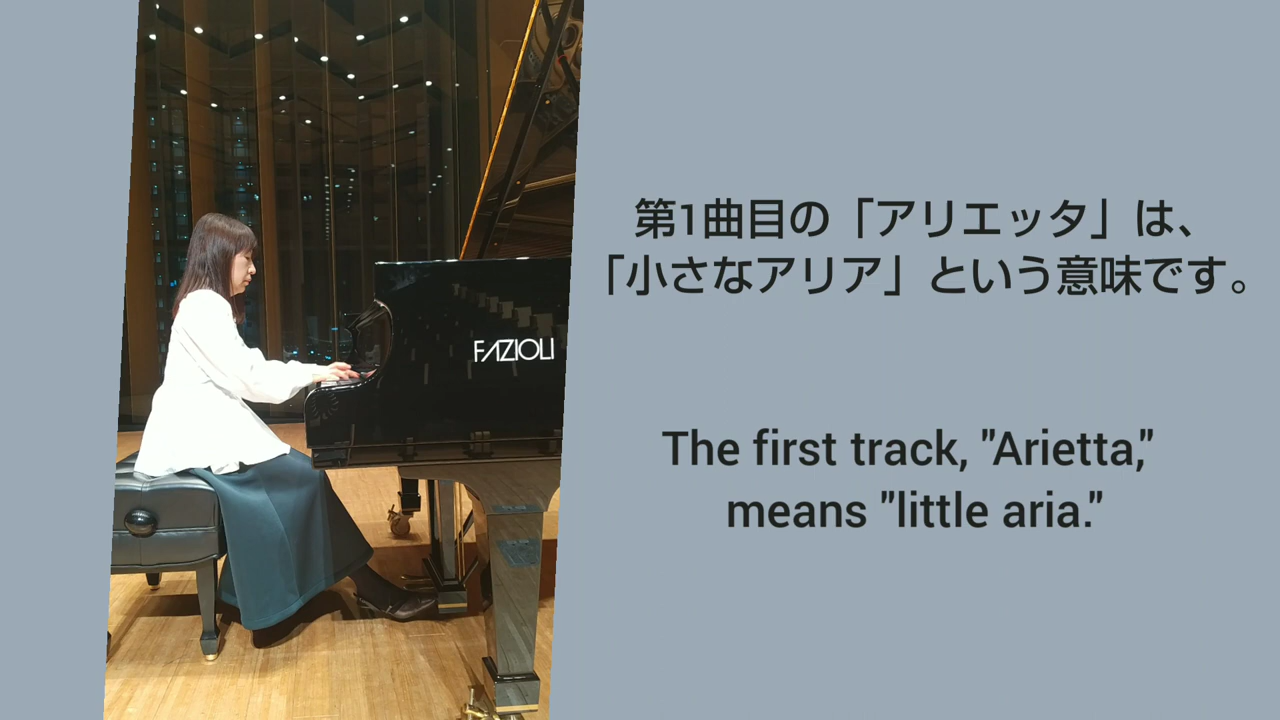 FAZIOLI
第1曲目の「アリエッタ」は、
「小さなアリア」という意味です。
The first track, "Arietta,"
means "little aria."